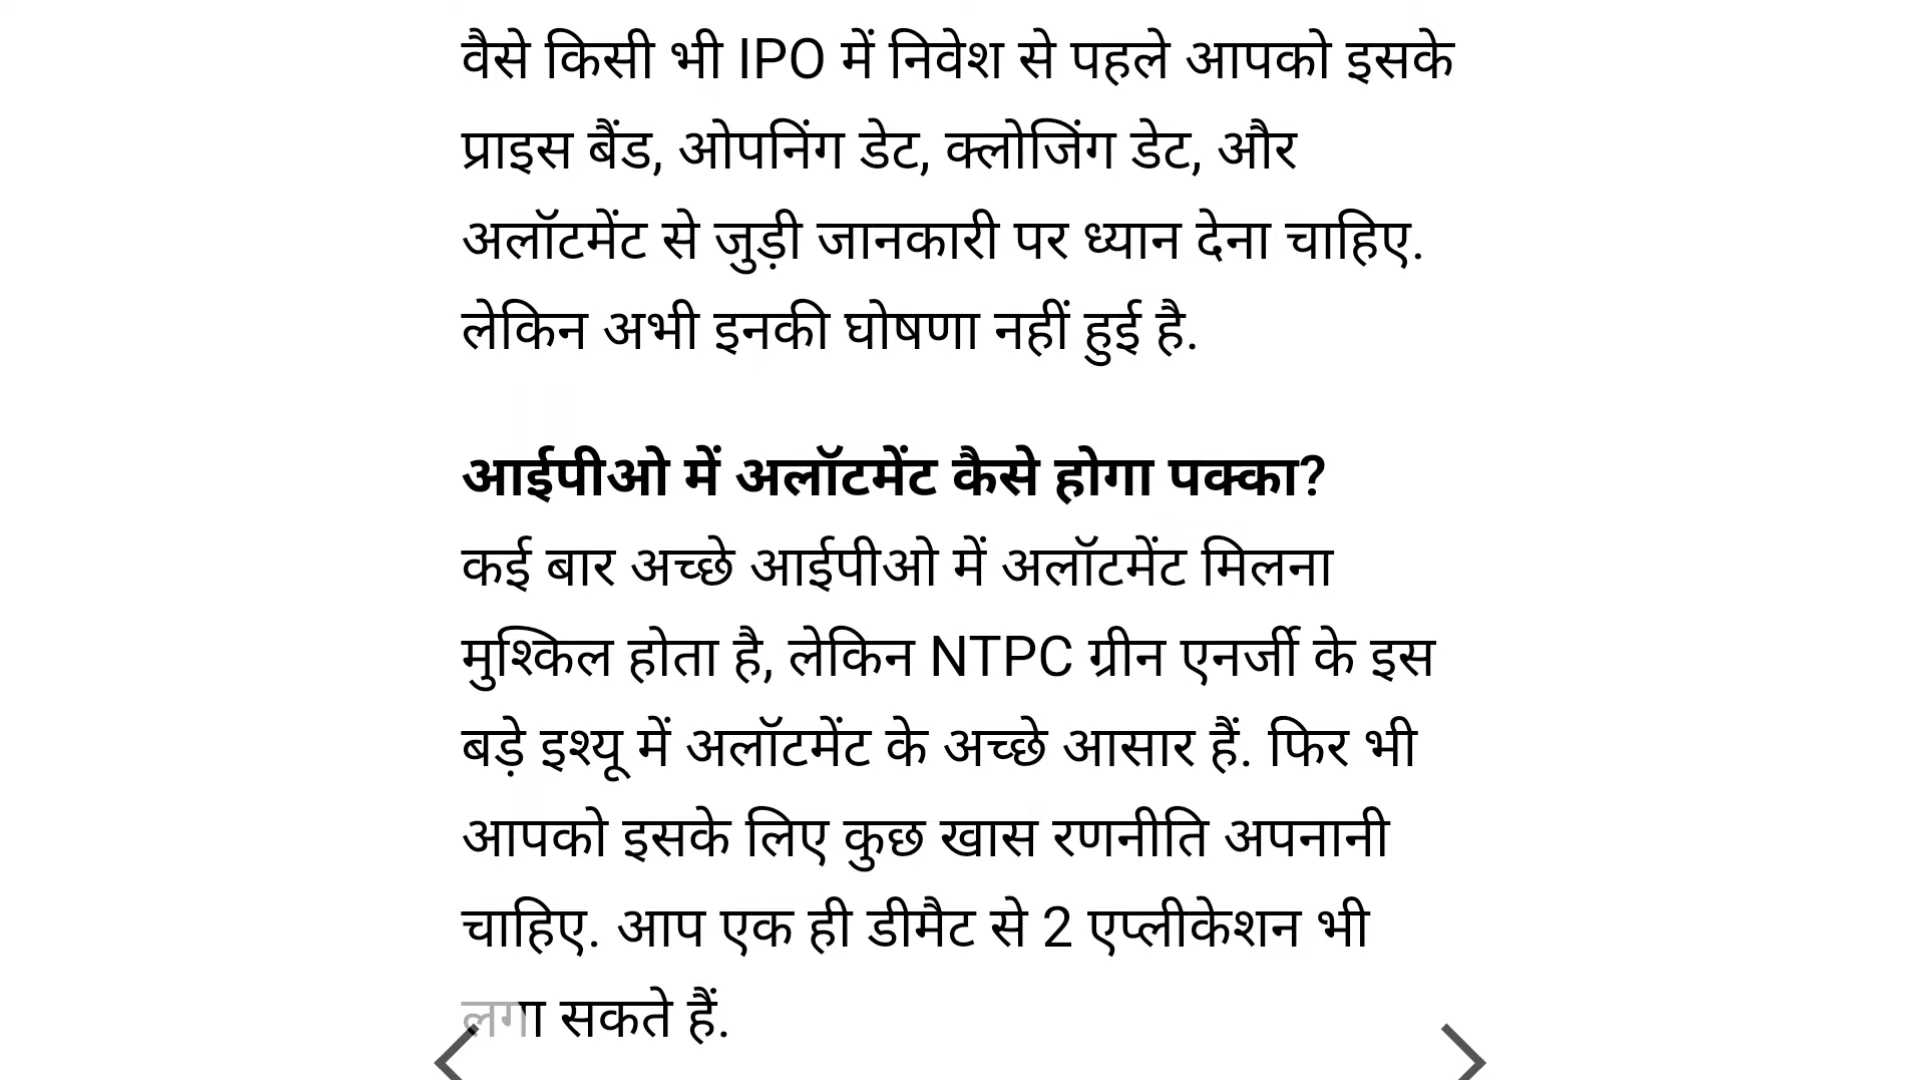 वैसे किसी भी IPO में निवेश से पहले आपको इसके
प्राइस बैंड, ओपनिंग डेट, क्लोजिंग डेट, और
अलॉटमेंट से जुड़ी जानकारी पर ध्यान देना चाहिए.
लेकिन अभी इनकी घोषणा नहीं हुई है.
आईपीओ में अलॉटमेंट कैसे होगा पक्का?
कई बार अच्छे आईपीओ में अलॉटमेंट मिलना
मुश्किल होता है, लेकिन NTPC ग्रीन एनर्जी के इस
बड़े इश्यू में अलॉटमेंट के अच्छे आसार हैं. फिर भी
आपको इसके लिए कुछ खास रणनीति अपनानी
चाहिए. आप एक ही डीमैट से 2 एप्लीकेशन भी
लगा सकते हैं.